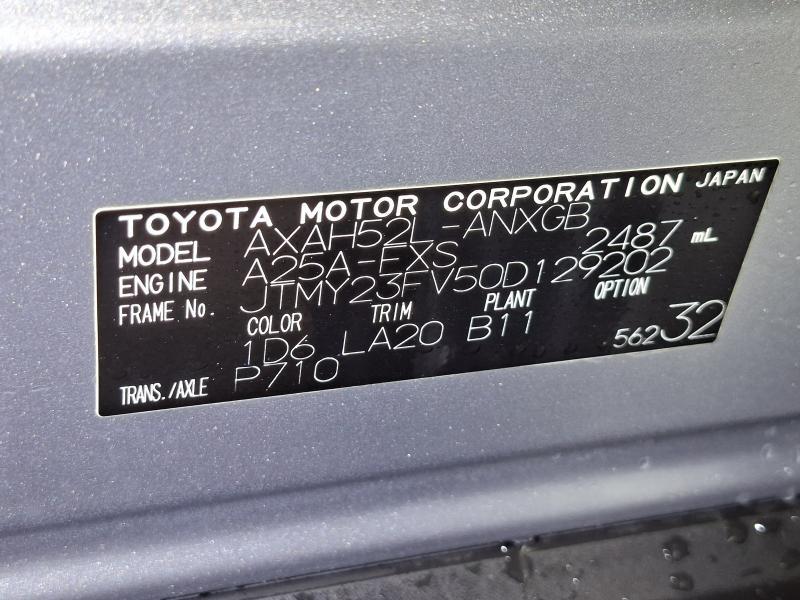 TOYOTA MOTOR CORPORATION JAPAN
MODEL AXAH52L-ANXGB
ENGINE A25A-FXS 2487 mL
FRAME No. JTMY23FV50D129202
COLOR TRIM PLANT OPTION
1D6 LA20 B11
TRANS./AXLE P710 56232